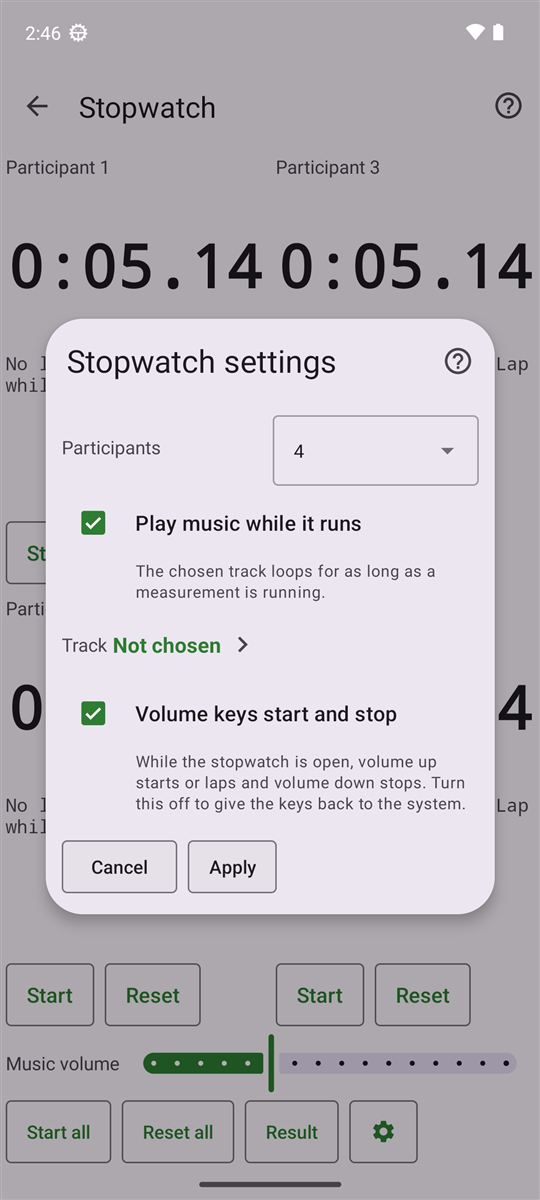 2:46
Stopwatch
Participant 1 Participant 3
0:05.14 0:05.14
Stopwatch settings
Lap
Participants 4
Play music while it runs
The chosen track loops for as long as a
measurement is running.
Track Not chosen
Volume keys start and stop
While the stopwatch is open, volume up
starts or laps and volume down stops. Turn
this off to give the keys back to the system.
Lap
Cancel Apply
Start Reset Start Reset
Music volume
Start all Reset all Result